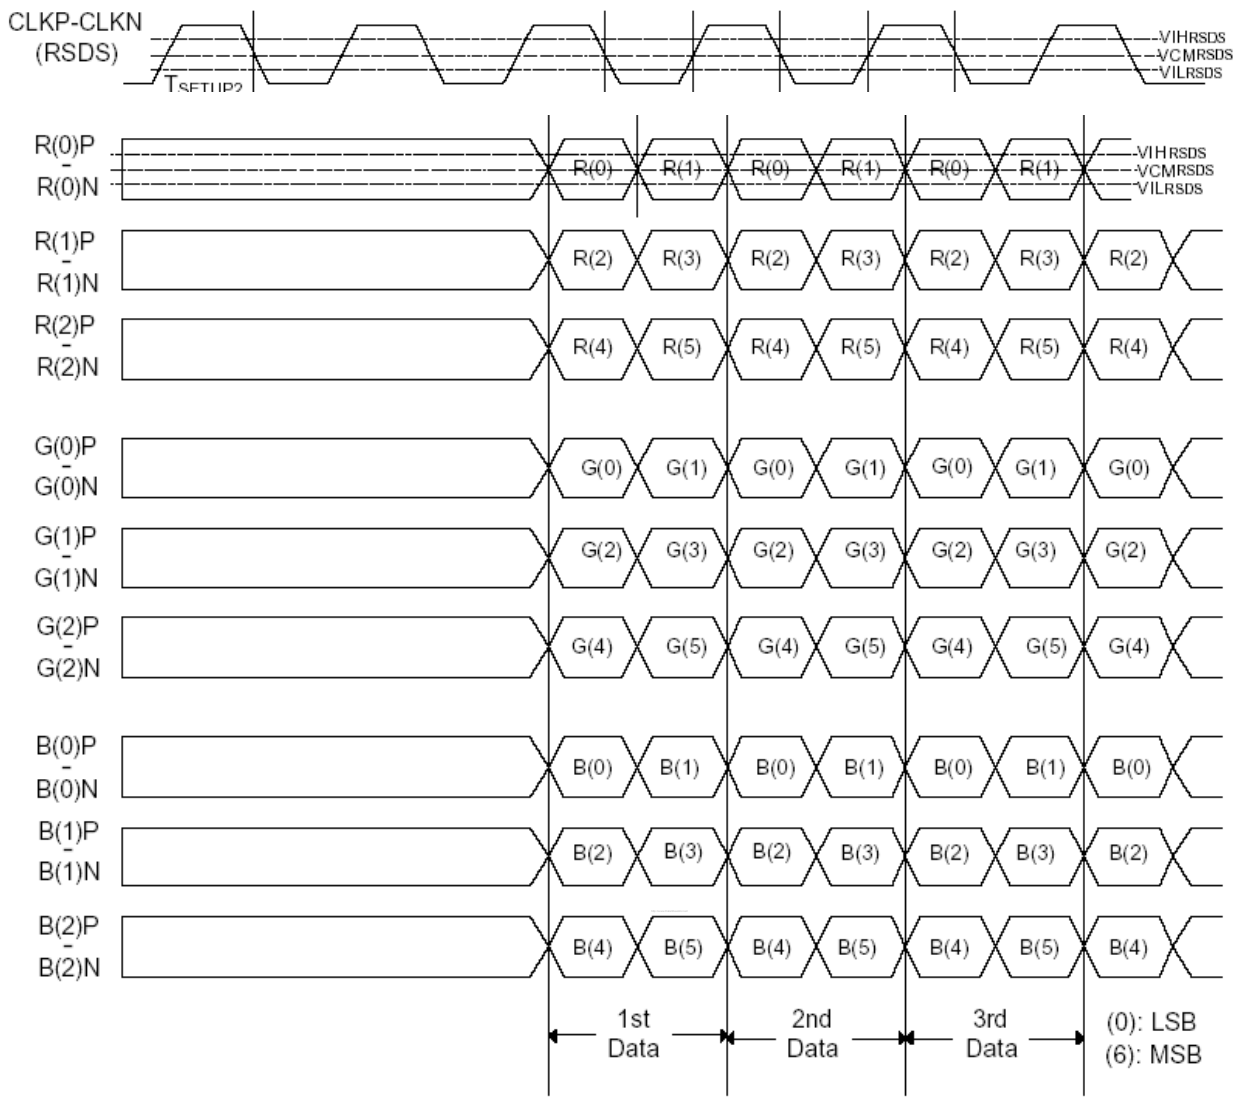 CLKP-CLKN
(RSDS)
VIHRSDS
VCMRSDS
VILRSDS
TSETUP2
R(0)P
-
R(0)N
R(0) R(1) R(0) R(1) R(0) R(1)
VIHRSDS
VCMRSDS
VILRSDS
R(1)P
-
R(1)N
R(2) R(3) R(2) R(3) R(2) R(3) R(2)
R(2)P
-
R(2)N
R(4) R(5) R(4) R(5) R(4) R(5) R(4)
G(0)P
-
G(0)N
G(0) G(1) G(0) G(1) G(0) G(1) G(0)
G(1)P
-
G(1)N
G(2) G(3) G(2) G(3) G(2) G(3) G(2)
G(2)P
-
G(2)N
G(4) G(5) G(4) G(5) G(4) G(5) G(4)
B(0)P
-
B(0)N
B(0) B(1) B(0) B(1) B(0) B(1) B(0)
B(1)P
-
B(1)N
B(2) B(3) B(2) B(3) B(2) B(3) B(2)
B(2)P
-
B(2)N
B(4) B(5) B(4) B(5) B(4) B(5) B(4)
1st
Data
2nd
Data
3rd
Data
(0): LSB
(6): MSB